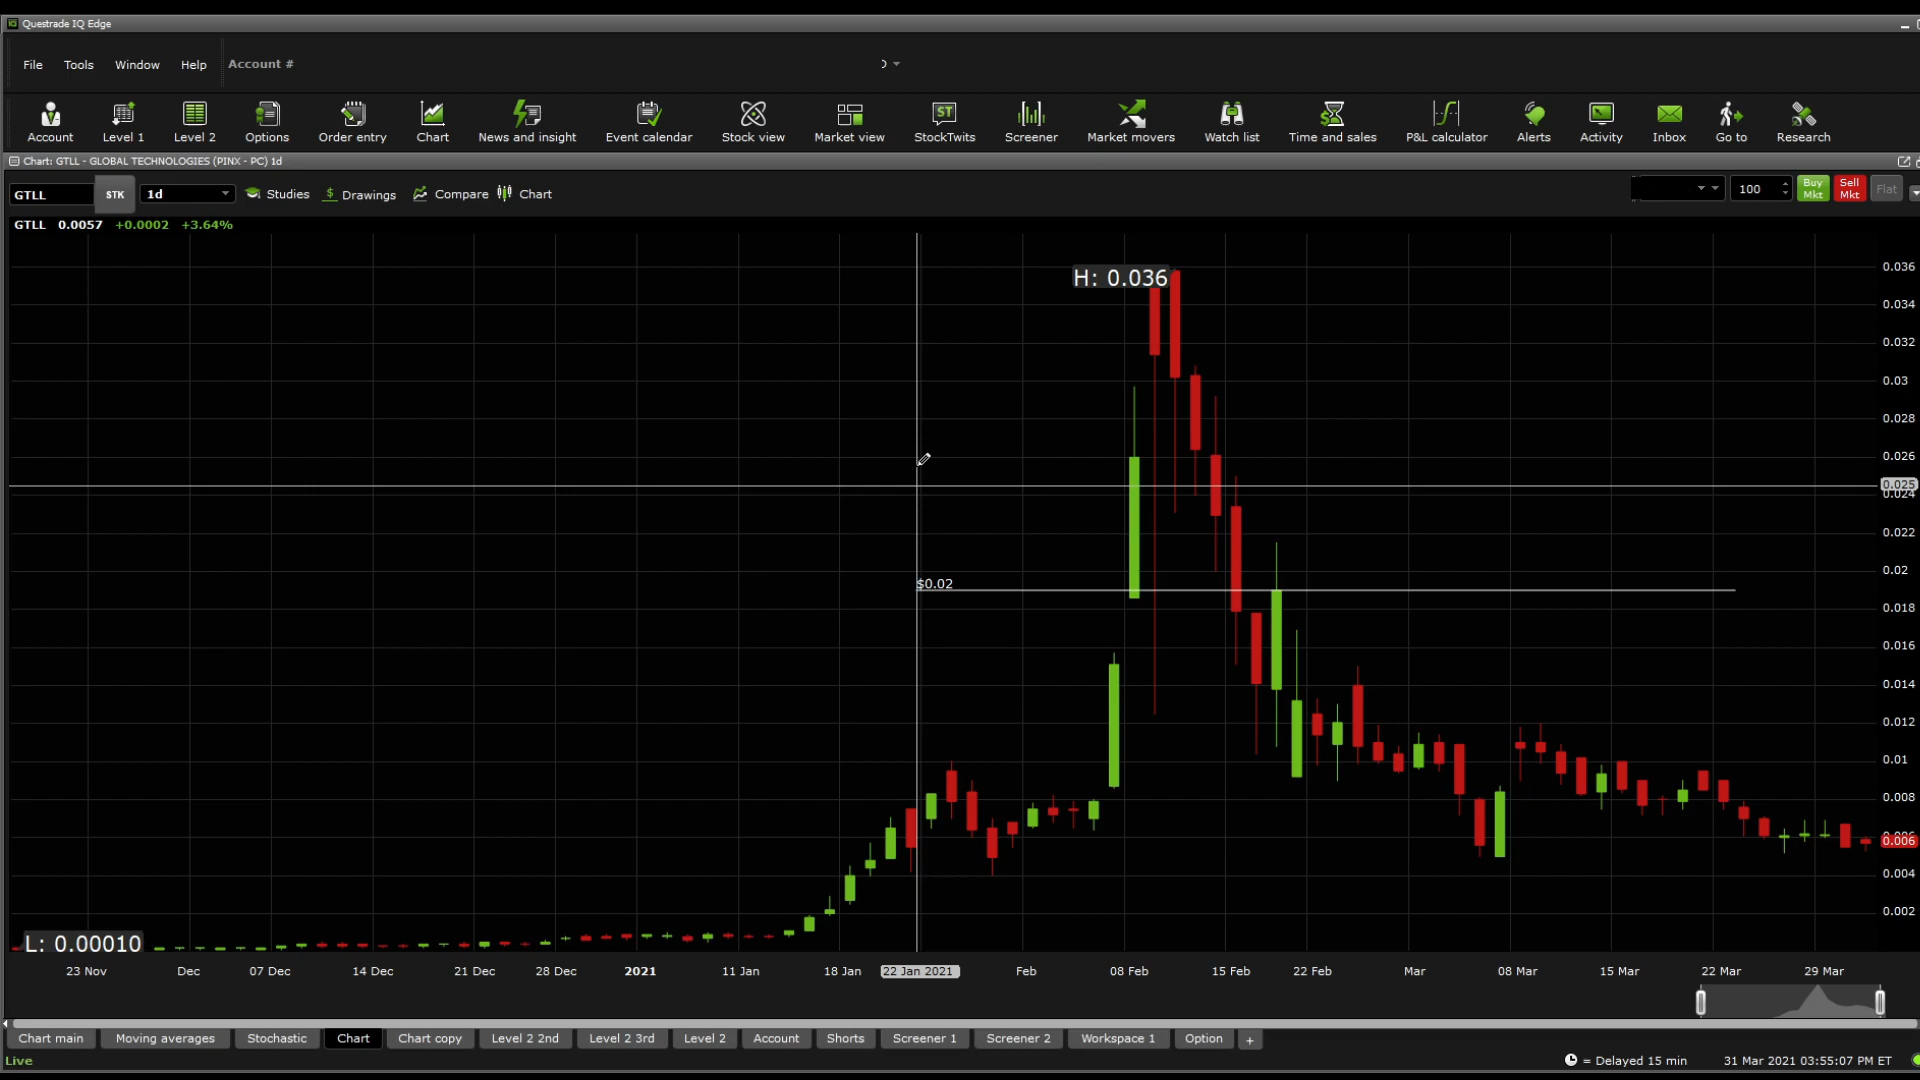 Questrade IQ Edge
File Tools Window Help Account #
Account Level 1 Level 2 Options Order entry Chart News and insight Event calendar Stock view Market view StockTwits Screener Market movers Watch list Time and sales P&L calculator Alerts Activity Inbox Go to Research
Chart: GTLL - GLOBAL TECHNOLOGIES (PINX - PC) 1d
GTLL STK 1d Studies Drawings Compare Chart 100 Buy Mkt Sell Mkt Flat
GTLL 0.0057 +0.0002 +3.64%
0.036
H: 0.036
0.034
0.032
0.03
0.028
0.026
0.025
0.024
0.022
0.02
$0.02
0.018
0.016
0.014
0.012
0.01
0.008
0.006
0.006
0.004
0.002
L: 0.00010
23 Nov Dec 07 Dec 14 Dec 21 Dec 28 Dec 2021 11 Jan 18 Jan 22 Jan 2021 Feb 08 Feb 15 Feb 22 Feb Mar 08 Mar 15 Mar 22 Mar 29 Mar
Chart main Moving averages Stochastic Chart Chart copy Level 2 2nd Level 2 3rd Level 2 Account Shorts Screener 1 Screener 2 Workspace 1 Option +
Live = Delayed 15 min 31 Mar 2021 03:55:07 PM ET